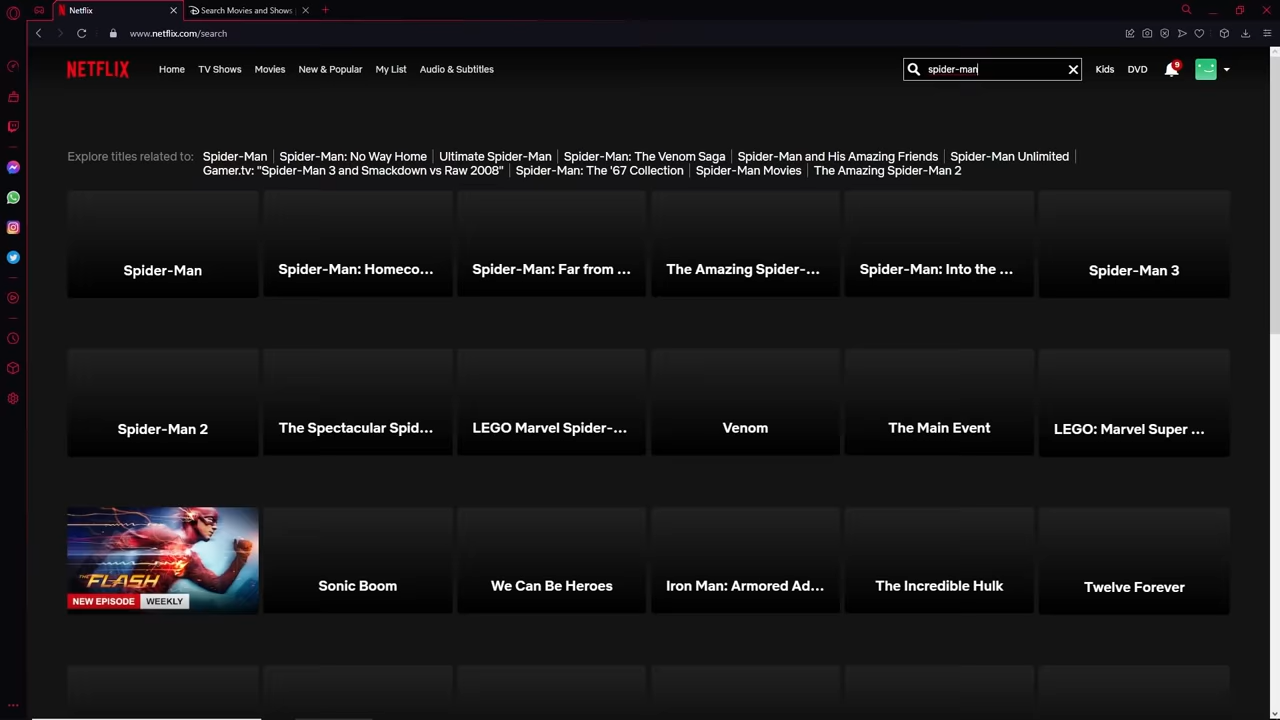 Netflix
Search Movies and Shows
www.netflix.com/search
NETFLIX
Home
TV Shows
Movies
New & Popular
My List
Audio & Subtitles
spider-man
Kids
DVD
9
Explore titles related to:
Spider-Man | Spider-Man: No Way Home | Ultimate Spider-Man | Spider-Man: The Venom Saga | Spider-Man and His Amazing Friends | Spider-Man Unlimited |
Gamer.tv: "Spider-Man 3 and Smackdown vs Raw 2008" | Spider-Man: The '67 Collection | Spider-Man Movies | The Amazing Spider-Man 2
Spider-Man
Spider-Man: Homeco...
Spider-Man: Far from ...
The Amazing Spider-...
Spider-Man: Into the ...
Spider-Man 3
Spider-Man 2
The Spectacular Spid...
LEGO Marvel Spider-...
Venom
The Main Event
LEGO: Marvel Super ...
THE FLASH
NEW EPISODE WEEKLY
Sonic Boom
We Can Be Heroes
Iron Man: Armored Ad...
The Incredible Hulk
Twelve Forever